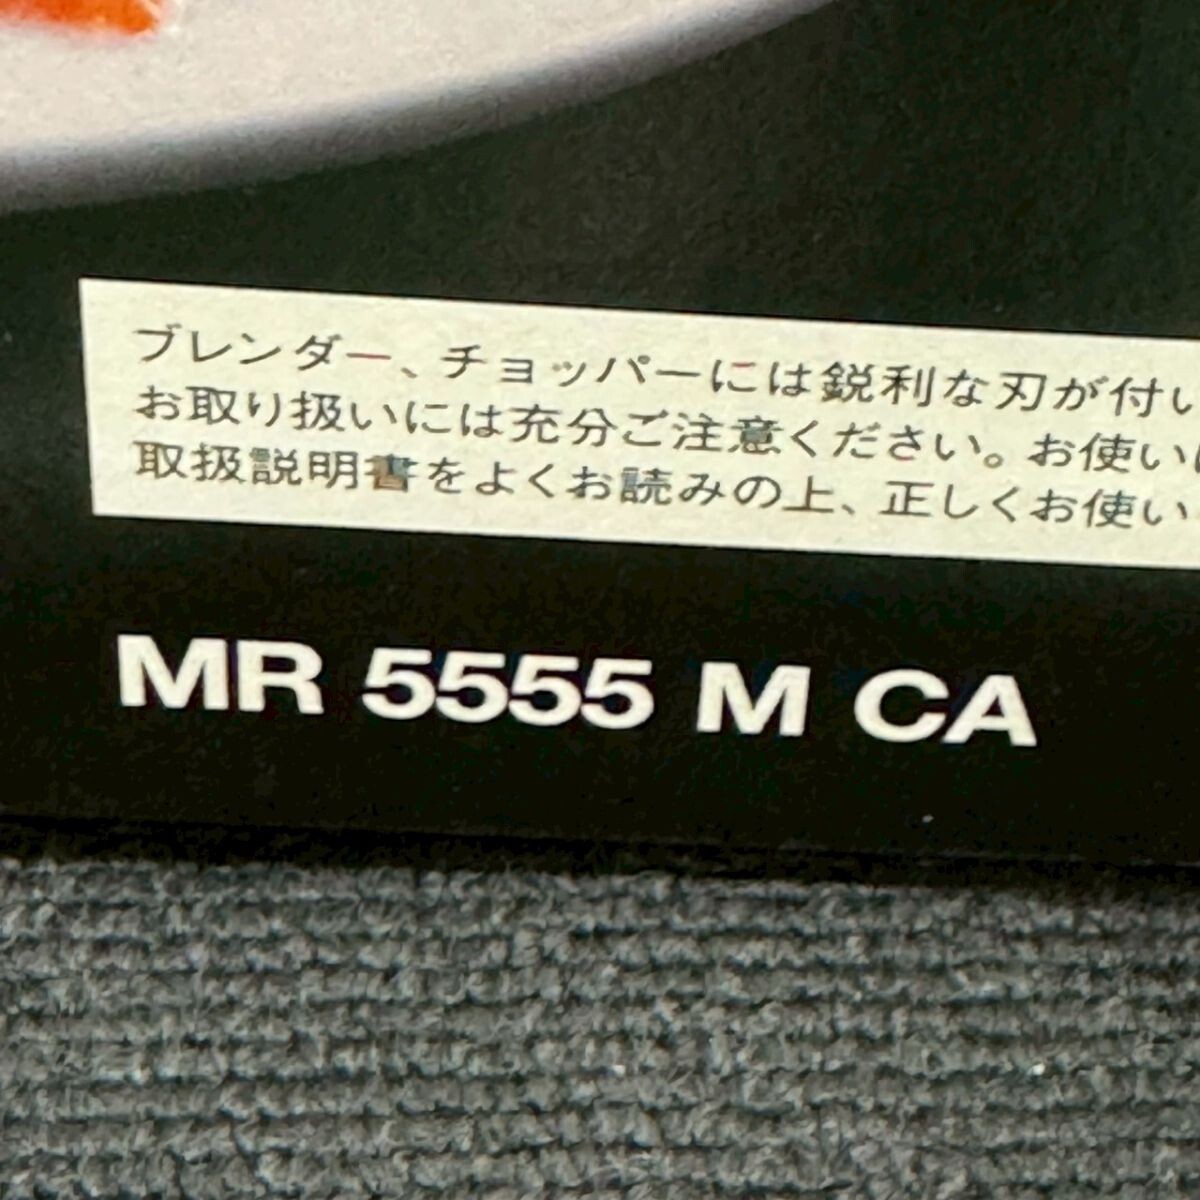 ブレンダー、チョッパーには鋭利な刃が付い
お取り扱いには充分ご注意ください。お使いに
取扱説明書をよくお読みの上、正しくお使い
MR 5555 M CA